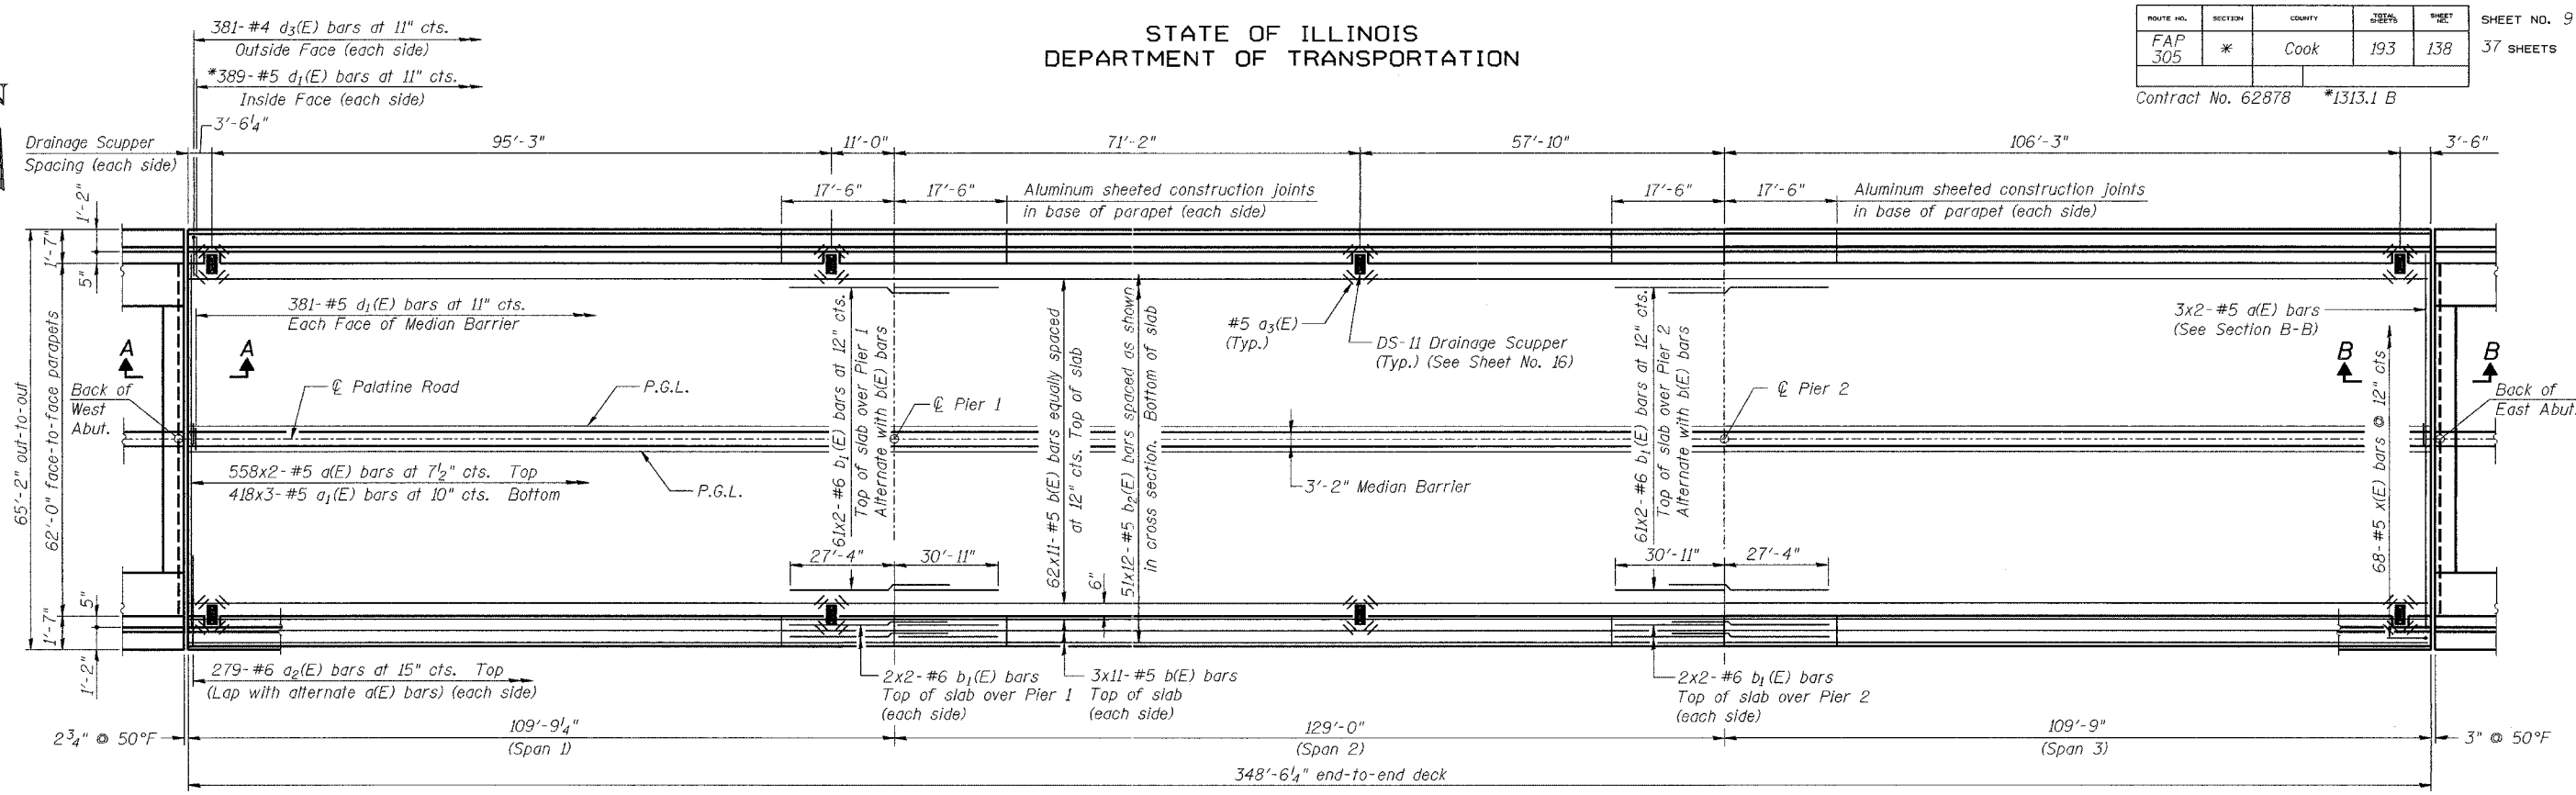 STATE OF ILLINOIS
DEPARTMENT OF TRANSPORTATION
ROUTE NO. SECTION COUNTY TOTAL SHEETS SHEET NO.
FAP 305 * Cook 193 138
SHEET NO. 9
37 SHEETS
Contract No. 62878 *1313.1 B
N
381-#4 d3(E) bars at 11" cts.
Outside Face (each side)
*389-#5 d1(E) bars at 11" cts.
Inside Face (each side)
3'-6¼"
Drainage Scupper
Spacing (each side)
95'-3" 11'-0" 71'-2" 57'-10" 106'-3" 3'-6"
17'-6" 17'-6"
Aluminum sheeted construction joints
in base of parapet (each side)
17'-6" 17'-6"
Aluminum sheeted construction joints
in base of parapet (each side)
1'-2"
1'-7"
5"
65'-2" out-to-out
62'-0" face-to-face parapets
381-#5 d1(E) bars at 11" cts.
Each Face of Median Barrier
A A
Back of
West
Abut.
℄ Palatine Road
P.G.L.
61x2-#6 b1(E) bars at 12" cts.
Top of slab over Pier 1
Alternate with b(E) bars
℄ Pier 1
62x11-#5 b(E) bars equally spaced
at 12" cts. Top of slab
51x12-#5 b2(E) bars spaced as shown
in cross section. Bottom of slab
#5 a3(E)
(Typ.)
DS-11 Drainage Scupper
(Typ.) (See Sheet No. 16)
61x2-#6 b1(E) bars at 12" cts.
Top of slab over Pier 2
Alternate with b(E) bars
℄ Pier 2
3x2-#5 a(E) bars
(See Section B-B)
B B
Back of
East Abut.
68-#5 x(E) bars @ 12" cts
558x2-#5 a(E) bars at 7½" cts. Top
418x3-#5 a1(E) bars at 10" cts. Bottom
P.G.L.
3'-2" Median Barrier
27'-4" 30'-11"
6"
30'-11" 27'-4"
5"
1'-7"
1'-2"
279-#6 a2(E) bars at 15" cts. Top
(Lap with alternate a(E) bars) (each side)
2x2-#6 b1(E) bars
Top of slab over Pier 1
(each side)
3x11-#5 b(E) bars
Top of slab
(each side)
2x2-#6 b1(E) bars
Top of slab over Pier 2
(each side)
2¾" @ 50°F
109'-9¼"
(Span 1)
129'-0"
(Span 2)
109'-9"
(Span 3)
3" @ 50°F
348'-6¼" end-to-end deck